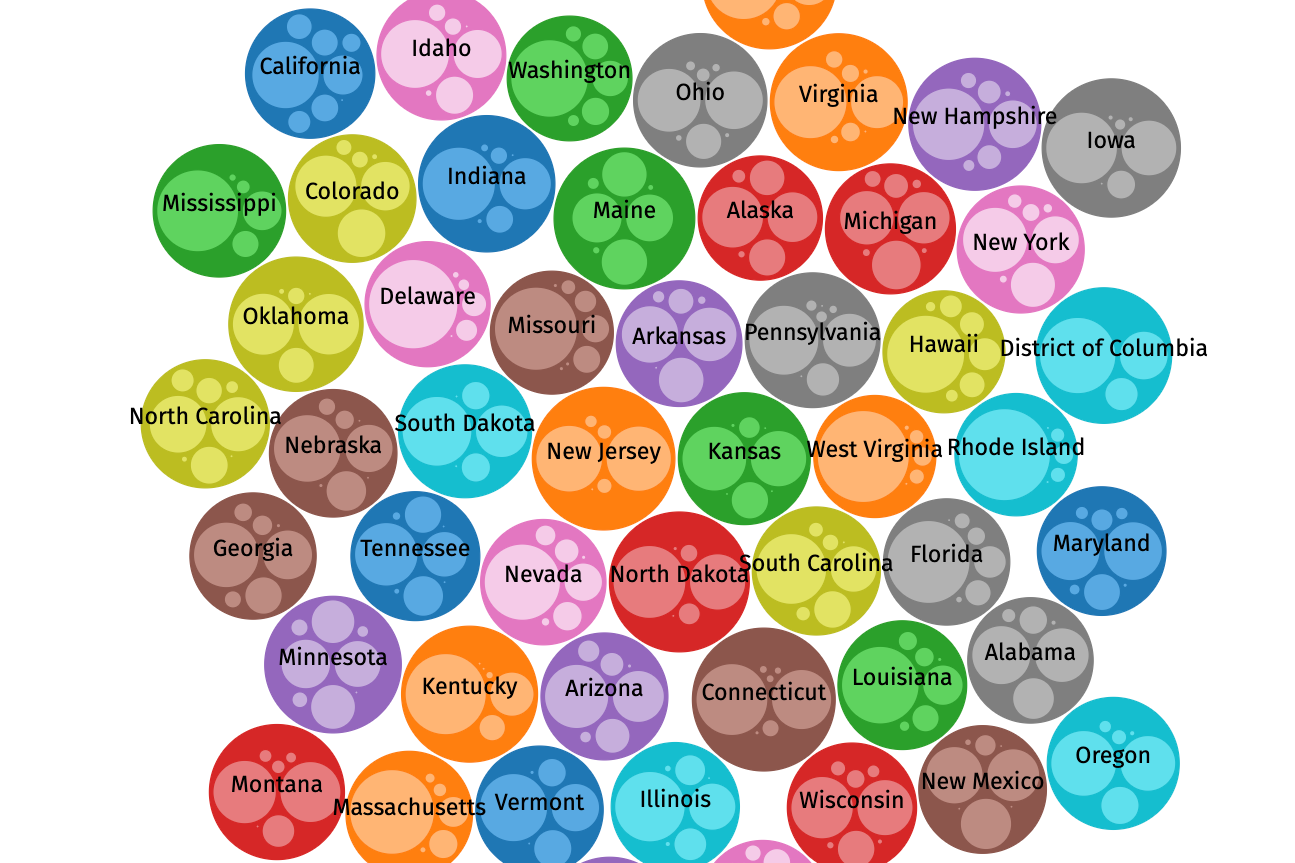 California
Idaho
Washington
Ohio
Virginia
New Hampshire
Iowa
Mississippi
Colorado
Indiana
Maine
Alaska
Michigan
New York
Oklahoma
Delaware
Missouri
Arkansas
Pennsylvania
Hawaii
District of Columbia
North Carolina
Nebraska
South Dakota
New Jersey
Kansas
West Virginia
Rhode Island
Georgia
Tennessee
Nevada
North Dakota
South Carolina
Florida
Maryland
Minnesota
Kentucky
Arizona
Connecticut
Louisiana
Alabama
Montana
Massachusetts
Vermont
Illinois
Wisconsin
New Mexico
Oregon